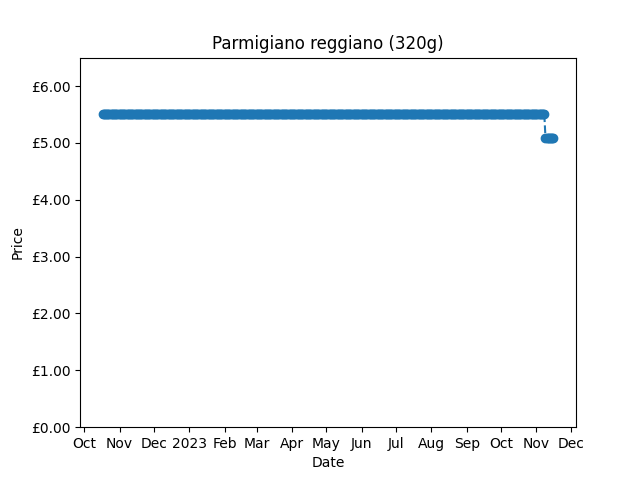 Parmigiano reggiano (320g)
£6.00
£5.00
£4.00
£3.00
£2.00
£1.00
£0.00
Price
Oct Nov Dec 2023 Feb Mar Apr May Jun Jul Aug Sep Oct Nov Dec
Date